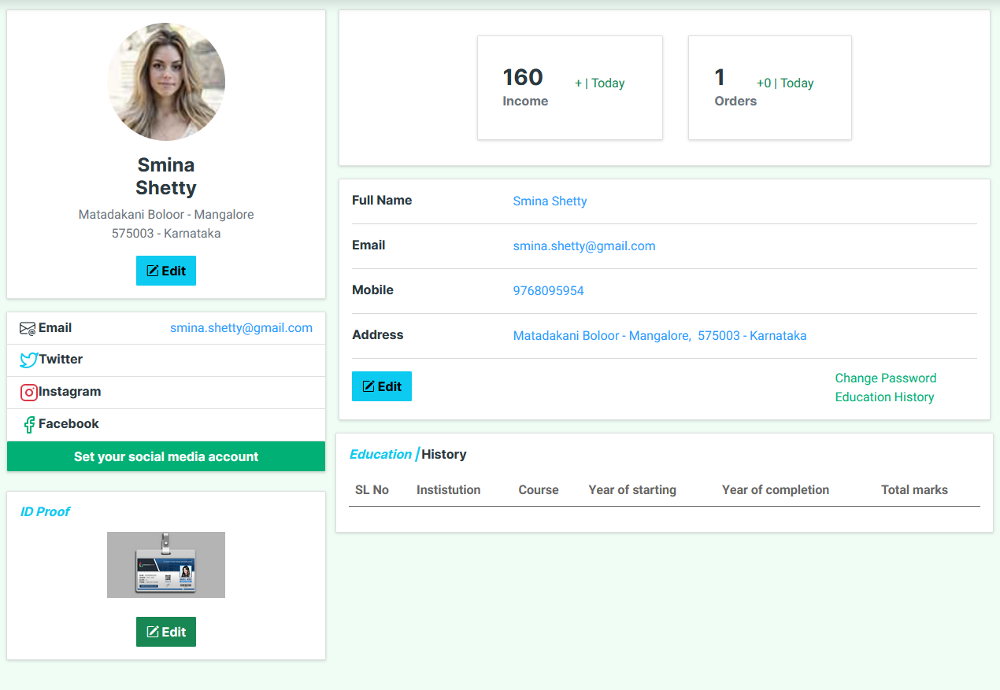 Smina
Shetty
Matadakani Boloor - Mangalore
575003 - Karnataka
Edit
Email smina.shetty@gmail.com
Twitter
Instagram
Facebook
Set your social media account
ID Proof
Edit
160 + | Today
Income
1 +0 | Today
Orders
Full Name Smina Shetty
Email smina.shetty@gmail.com
Mobile 9768095954
Address Matadakani Boloor - Mangalore, 575003 - Karnataka
Edit
Change Password
Education History
Education | History
SL No Instistution Course Year of starting Year of completion Total marks